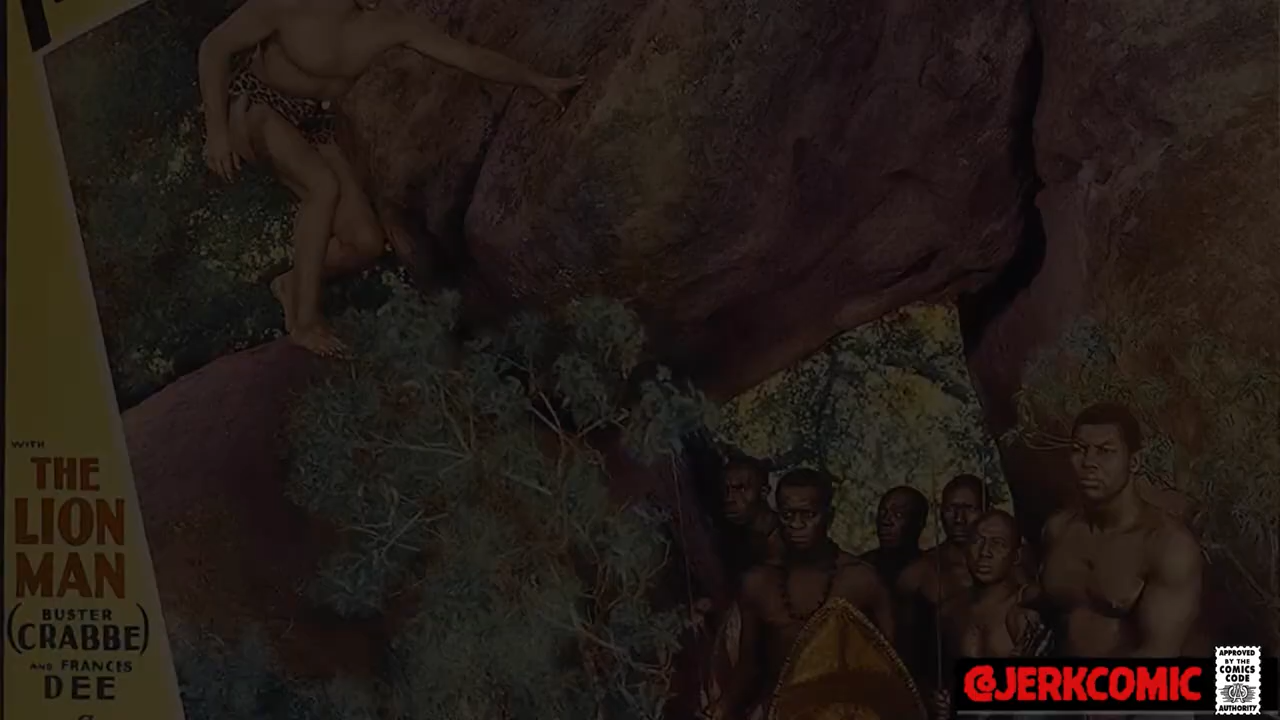 WITH
THE
LION
MAN
(BUSTER
CRABBE)
AND FRANCES
DEE
@JERKCOMIC
APPROVED
BY THE
COMICS
CODE
AUTHORITY